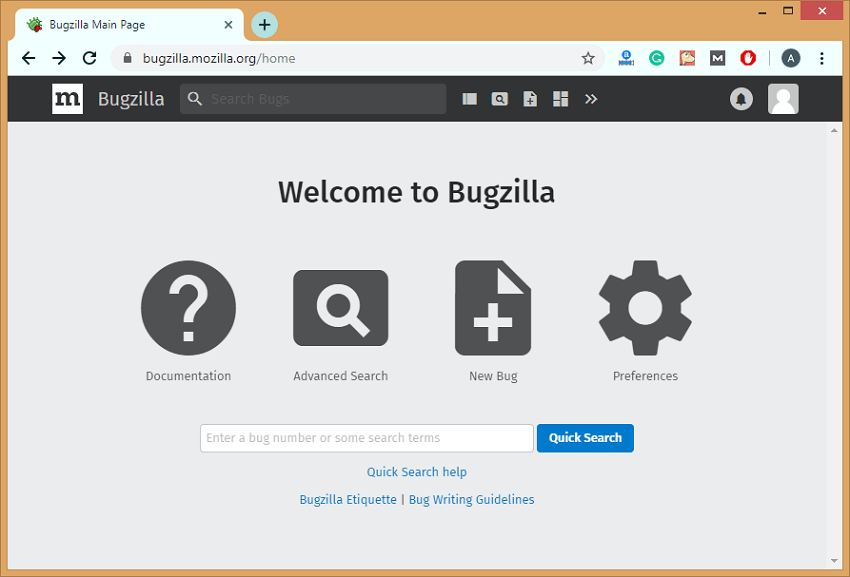 Bugzilla Main Page
bugzilla.mozilla.org/home
M
A
m Bugzilla Search Bugs
Welcome to Bugzilla
Documentation Advanced Search New Bug Preferences
Enter a bug number or some search terms Quick Search
Quick Search help
Bugzilla Etiquette | Bug Writing Guidelines